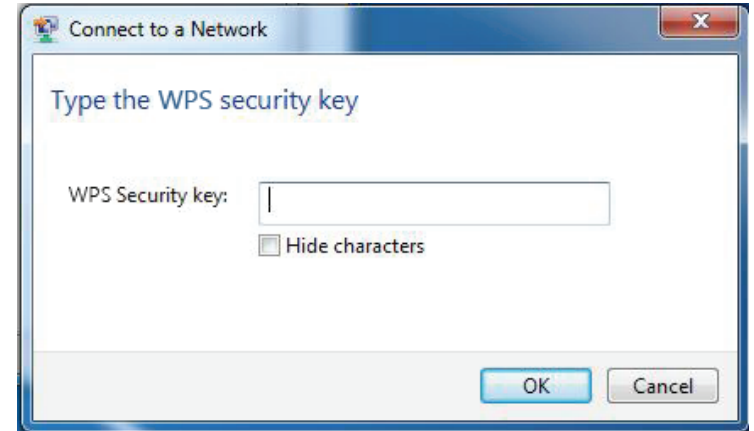 Connect to a Network
Type the WPS security key
WPS Security key:
Hide characters
OK
Cancel